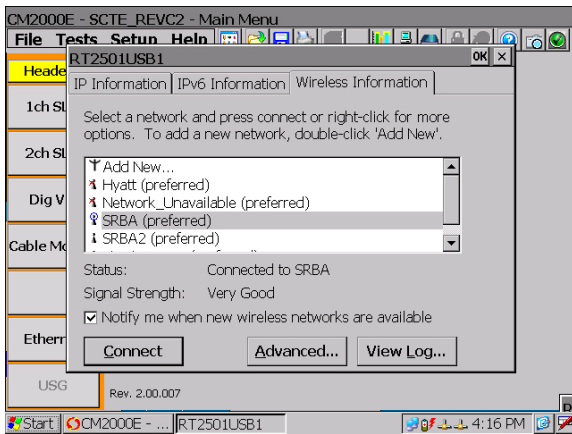 CM2000E - SCTE_REVC2 - Main Menu
File Tests Setup Help
RT2501USB1 OK
Heade
IP Information IPv6 Information Wireless Information
1ch SL
Select a network and press connect or right-click for more
options. To add a new network, double-click 'Add New'.
2ch SL
Add New...
Hyatt (preferred)
Dig V
Network_Unavailable (preferred)
SRBA (preferred)
SRBA2 (preferred)
Cable Mo
Status: Connected to SRBA
Signal Strength: Very Good
Notify me when new wireless networks are available
Ethern
Connect Advanced... View Log...
USG
Rev. 2.00.007
Start CM2000E - ... RT2501USB1 4:16 PM